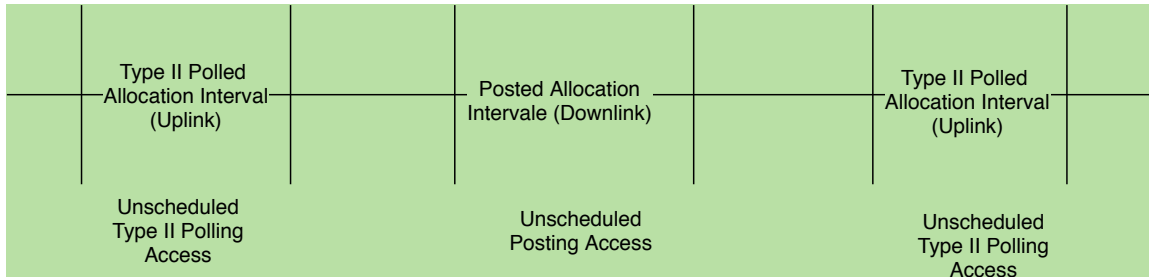 Type II Polled
Allocation Interval
(Uplink)
Posted Allocation
Intervale (Downlink)
Type II Polled
Allocation Interval
(Uplink)
Unscheduled
Type II Polling
Access
Unscheduled
Posting Access
Unscheduled
Type II Polling
Access